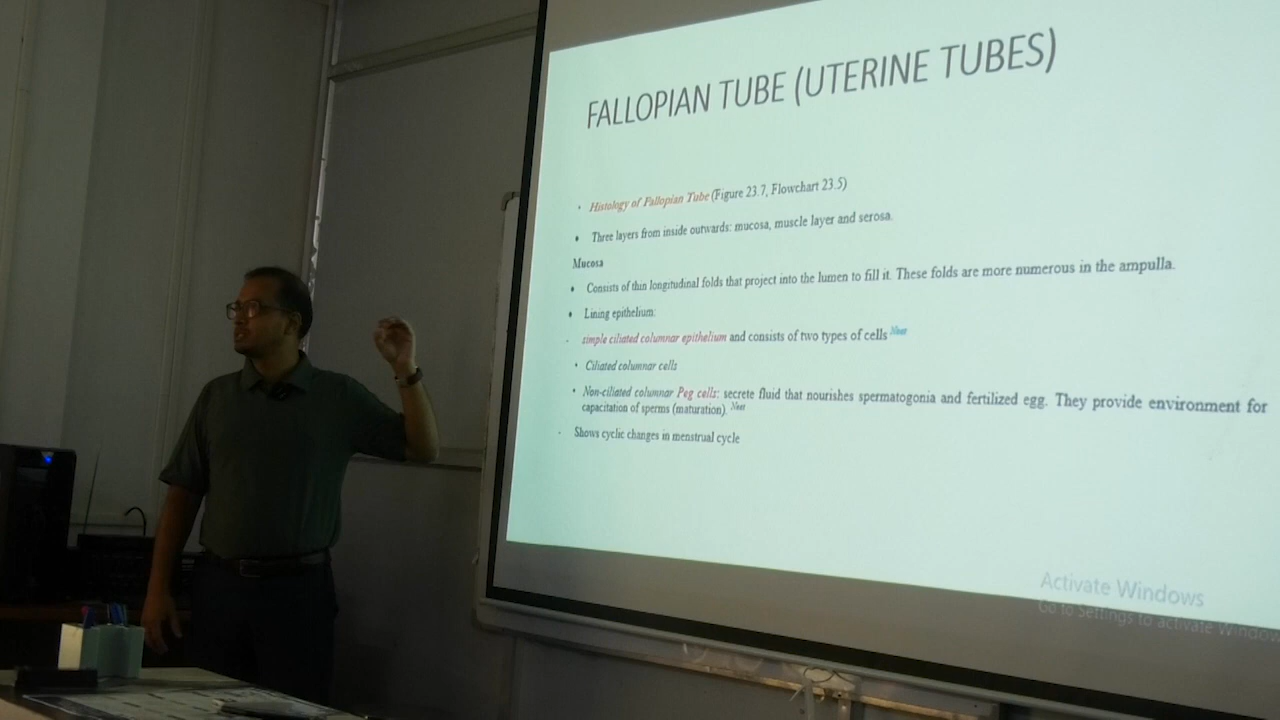 FALLOPIAN TUBE (UTERINE TUBES)
• Histology of Fallopian Tube (Figure 23.7, Flowchart 23.5)
• Three layers from inside outwards: mucosa, muscle layer and serosa.
Mucosa
• Consists of thin longitudinal folds that project into the lumen to fill it. These folds are more numerous in the ampulla.
• Lining epithelium:
- simple ciliated columnar epithelium and consists of two types of cells
• Ciliated columnar cells
• Non-ciliated columnar Peg cells: secrete fluid that nourishes spermatogonia and fertilized egg. They provide environment for
capacitation of sperms (maturation).
- Shows cyclic changes in menstrual cycle
Activate Windows
Go to Settings to activate Window